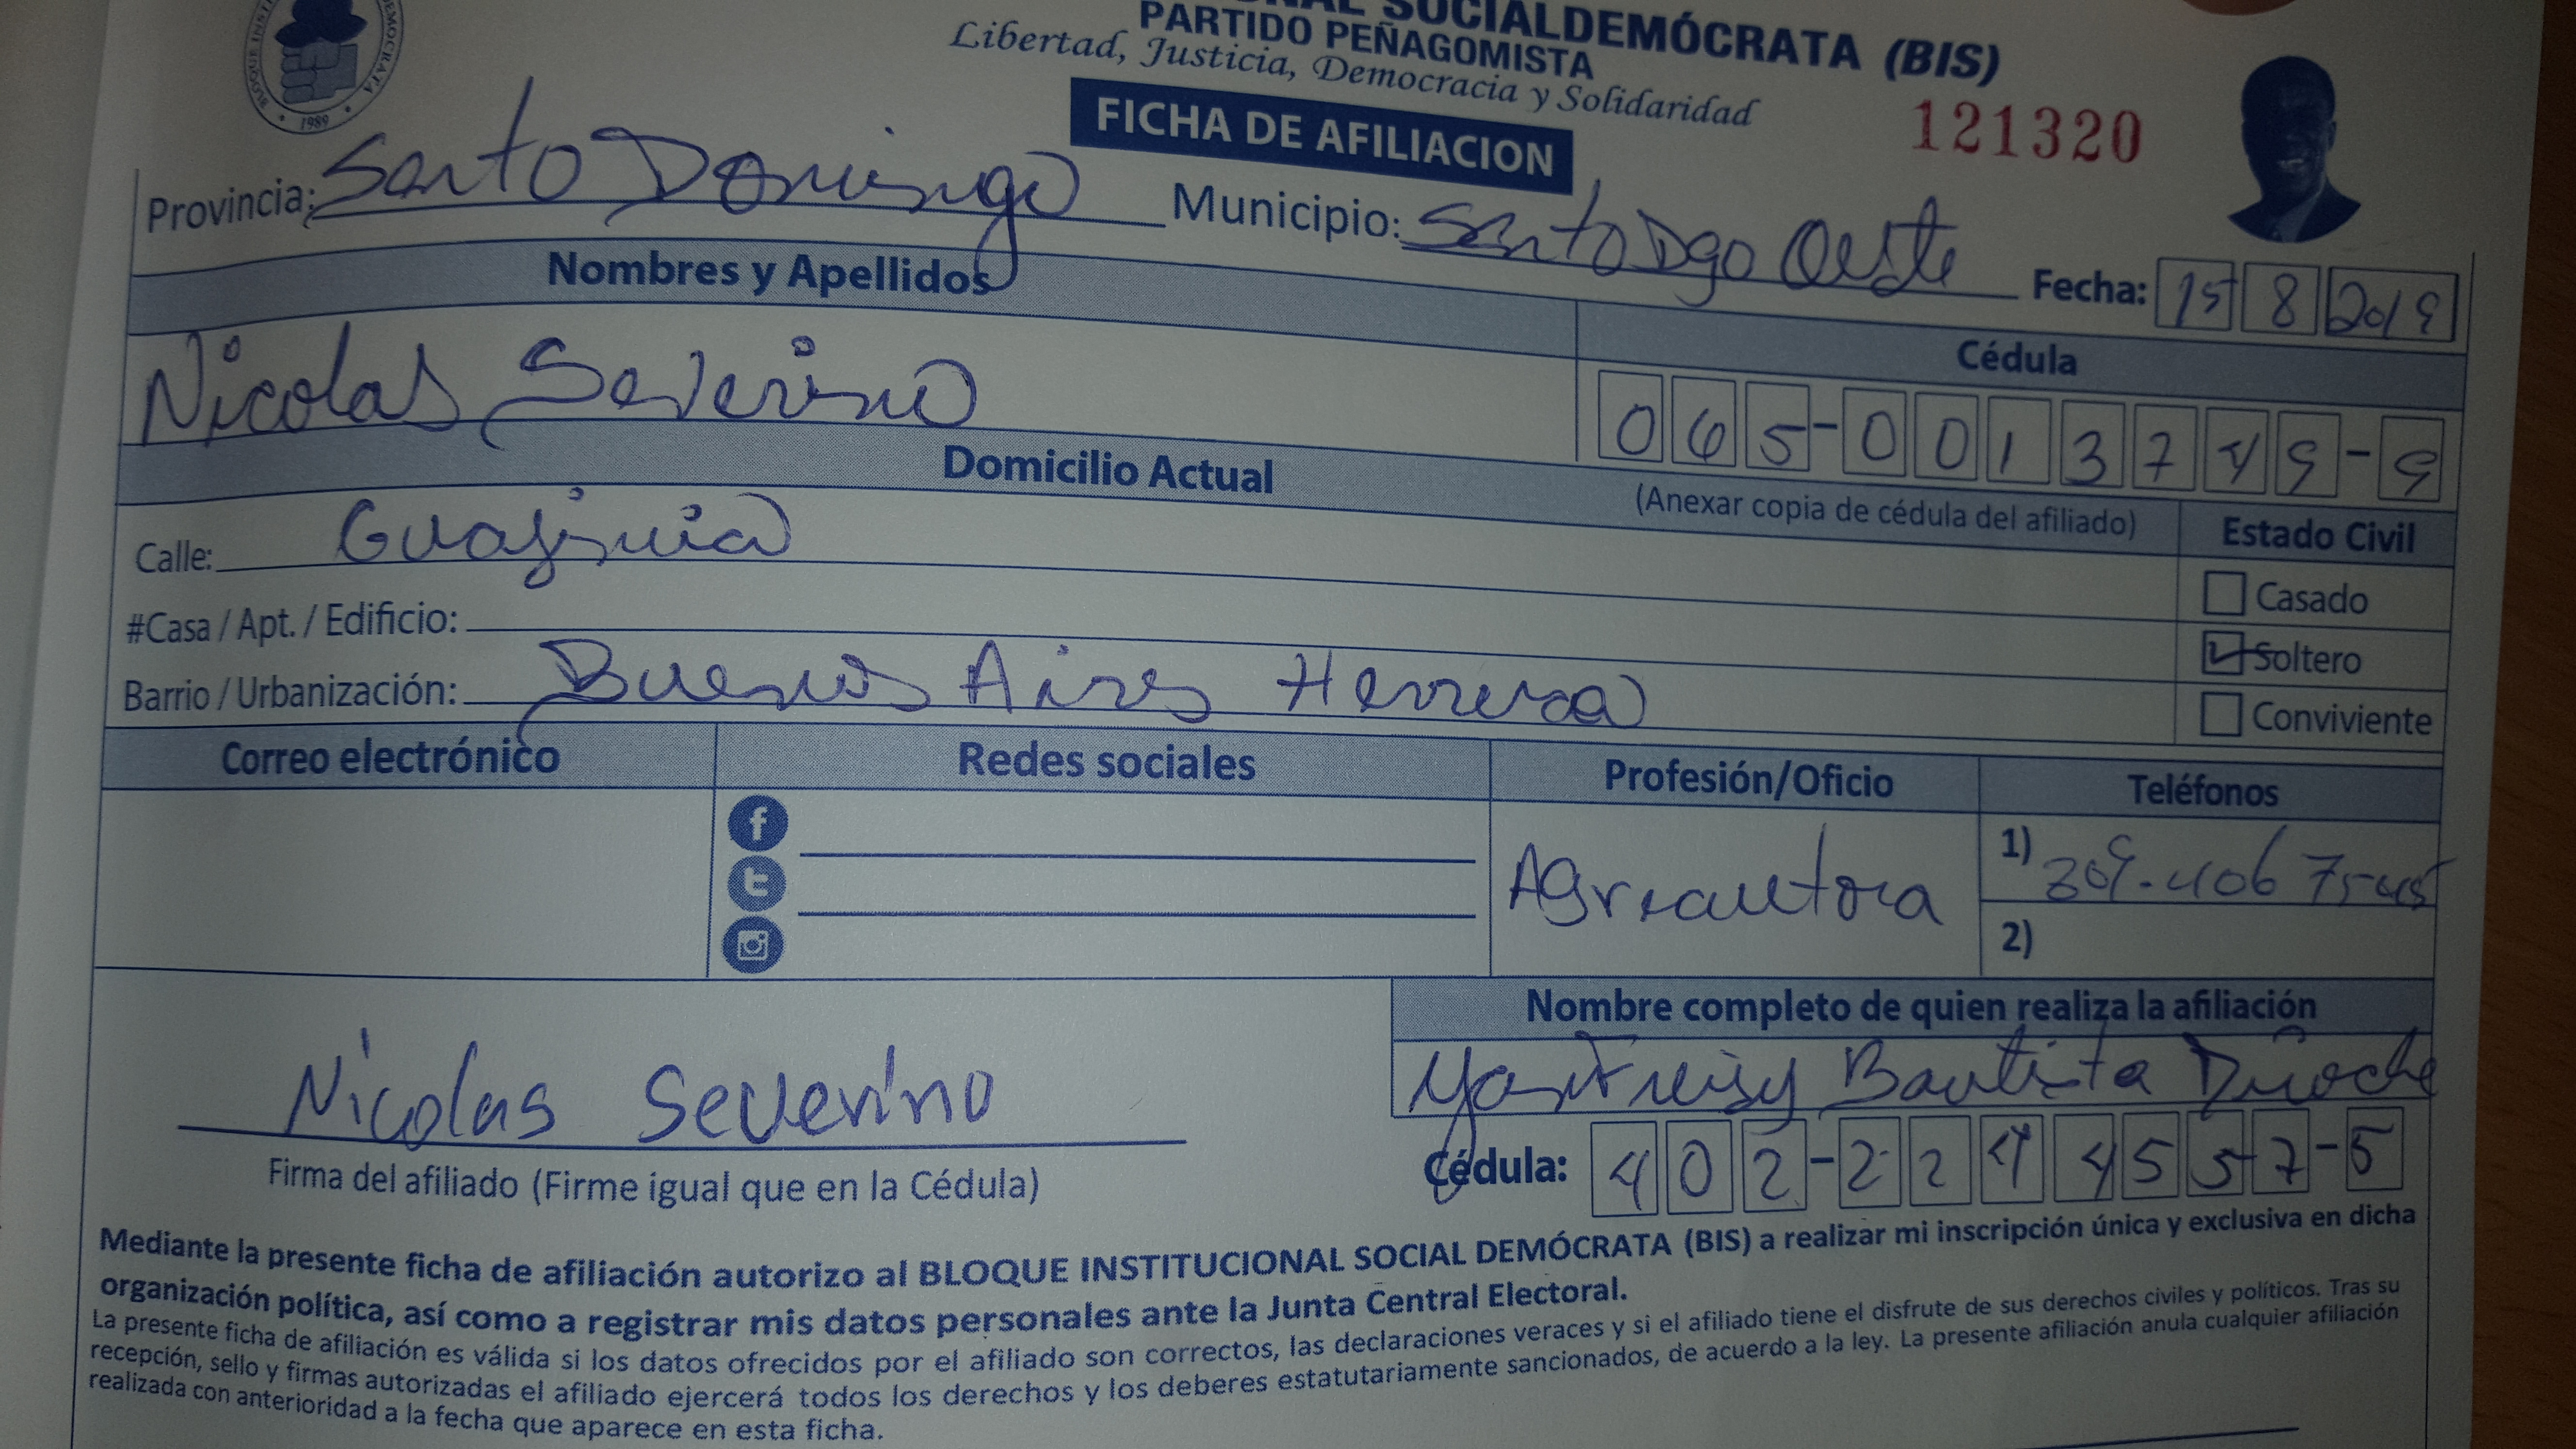 SOCIALDEMÓCRATA (BIS)
PARTIDO PEÑAGOMISTA
Libertad, Justicia, Democracia y Solidaridad
FICHA DE AFILIACION
121320
1989
Provincia: Santo Domingo Municipio: Santo Dgo Oeste Fecha: 15 8 2019
Nombres y Apellidos
Cédula
Nicolas Severino
065-0013749-9
Domicilio Actual
(Anexar copia de cédula del afiliado)
Estado Civil
Calle:
Casado
#Casa / Apt. / Edificio:
Soltero
Barrio / Urbanización: Buenos Aires Herrera
Conviviente
Correo electrónico
Redes sociales
Profesión/Oficio
Teléfonos
1)
2)
Nombre completo de quien realiza la afiliación
Bautista
Nicolas Severino
Firma del afiliado (Firme igual que en la Cédula)
Cédula: 402-2244557-5
Mediante la presente ficha de afiliación autorizo al BLOQUE INSTITUCIONAL SOCIAL DEMÓCRATA (BIS) a realizar mi inscripción única y exclusiva en dicha
organización política, así como a registrar mis datos personales ante la Junta Central Electoral.
La presente ficha de afiliación es válida si los datos ofrecidos por el afiliado son correctos, las declaraciones veraces y si el afiliado tiene el disfrute de sus derechos civiles y políticos. Tras su
recepción, sello y firmas autorizadas el afiliado ejercerá todos los derechos y los deberes estatutariamente sancionados, de acuerdo a la ley. La presente afiliación anula cualquier afiliación
realizada con anterioridad a la fecha que aparece en esta ficha.